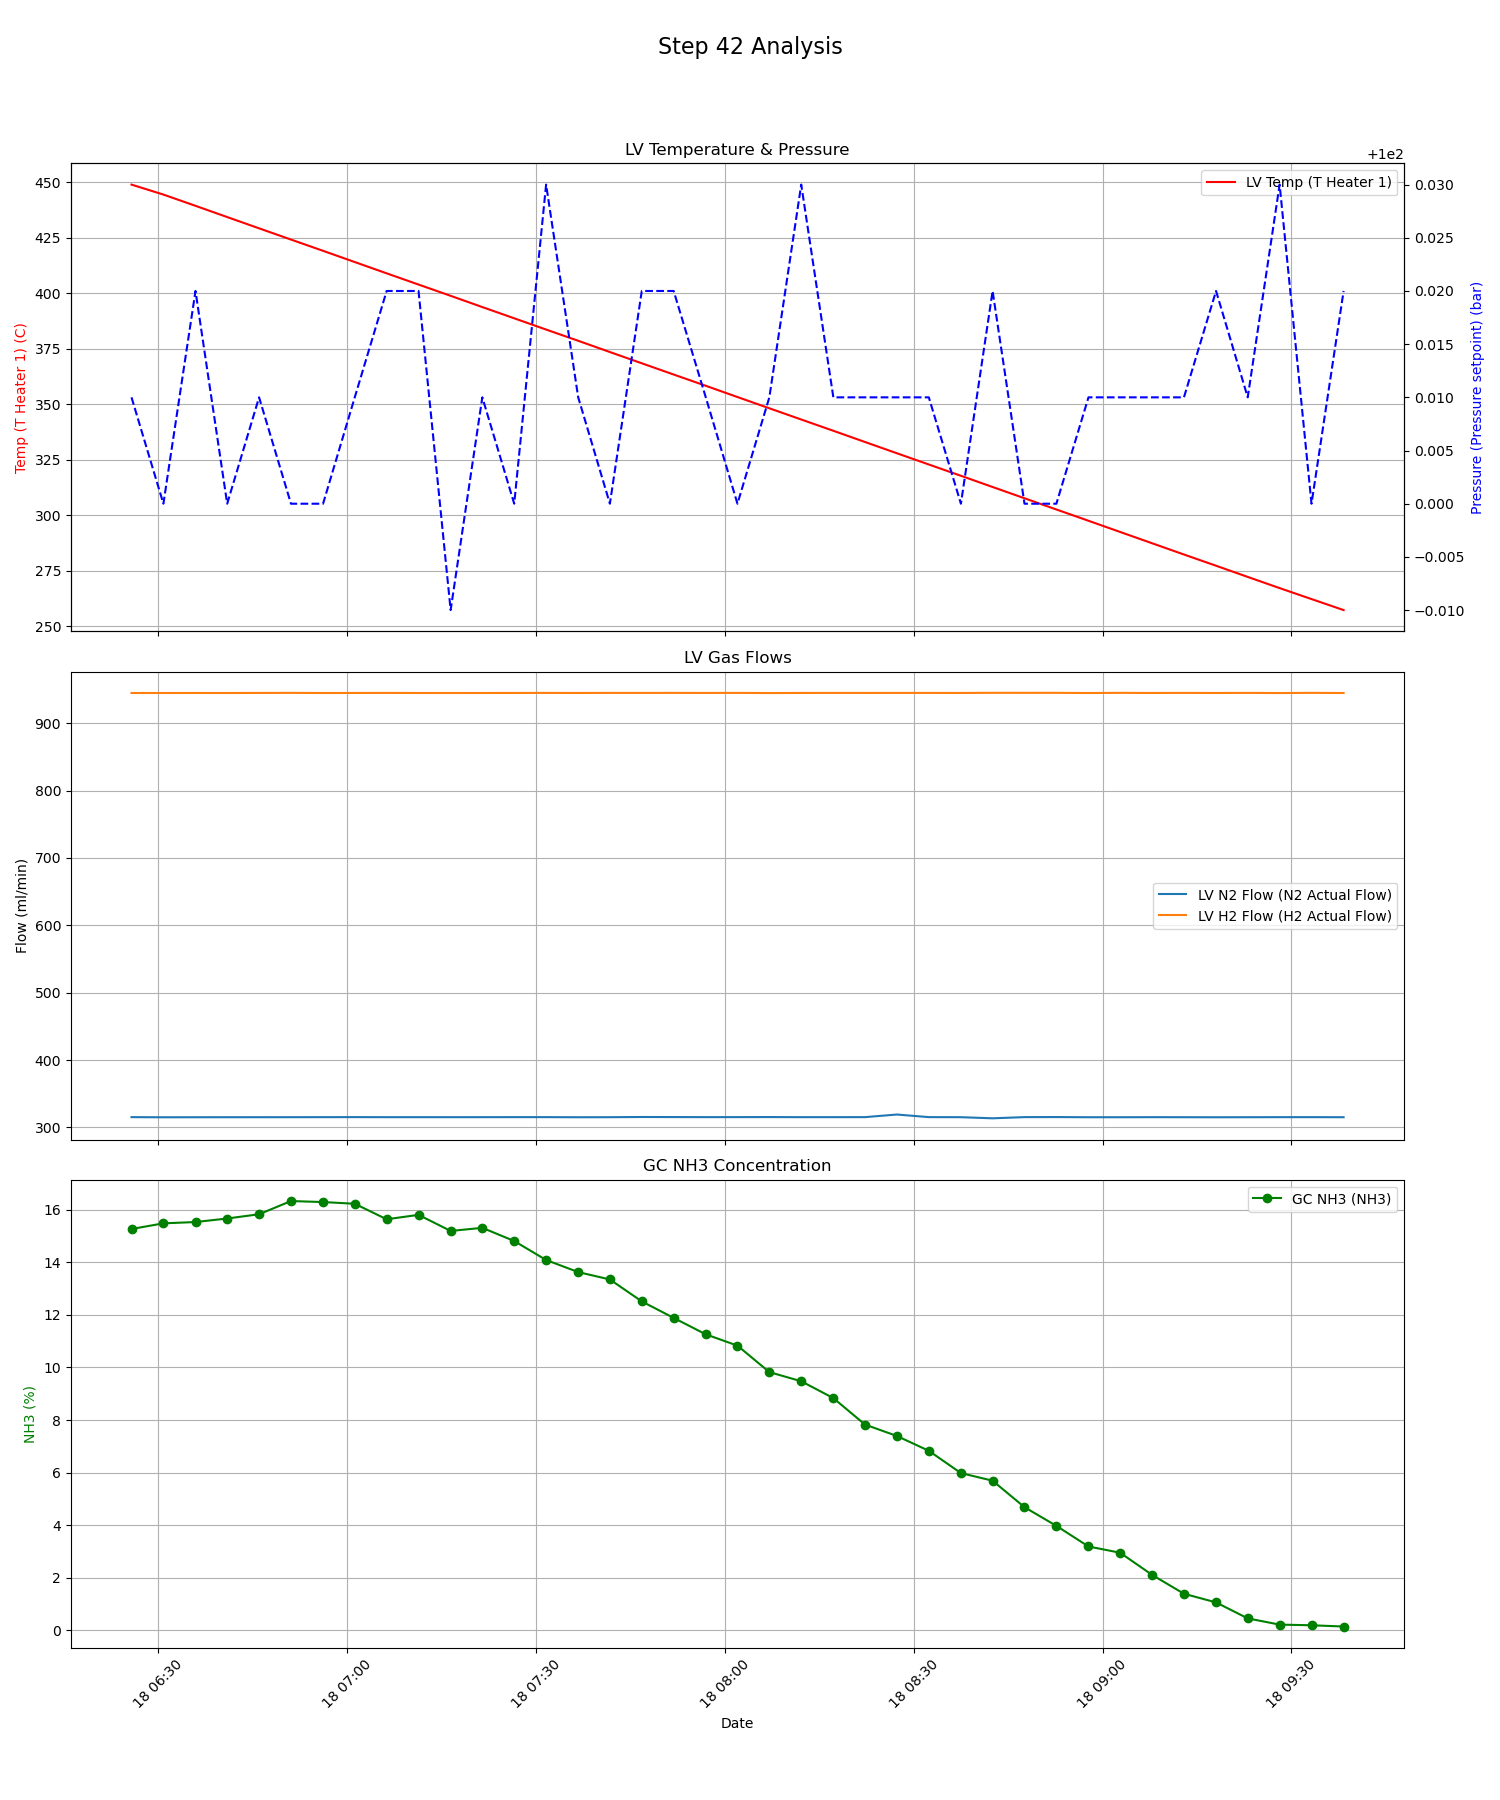 Step 42 Analysis
LV Temperature & Pressure
+1e2
LV Temp (T Heater 1)
450
425
400
375
350
325
300
275
250
Temp (T Heater 1) (C)
0.030
0.025
0.020
0.015
0.010
0.005
0.000
−0.005
−0.010
Pressure (Pressure setpoint) (bar)
LV Gas Flows
900
800
700
600
500
400
300
Flow (ml/min)
LV N2 Flow (N2 Actual Flow)
LV H2 Flow (H2 Actual Flow)
GC NH3 Concentration
GC NH3 (NH3)
16
14
12
10
8
6
4
2
0
NH3 (%)
18 06:30
18 07:00
18 07:30
18 08:00
18 08:30
18 09:00
18 09:30
Date